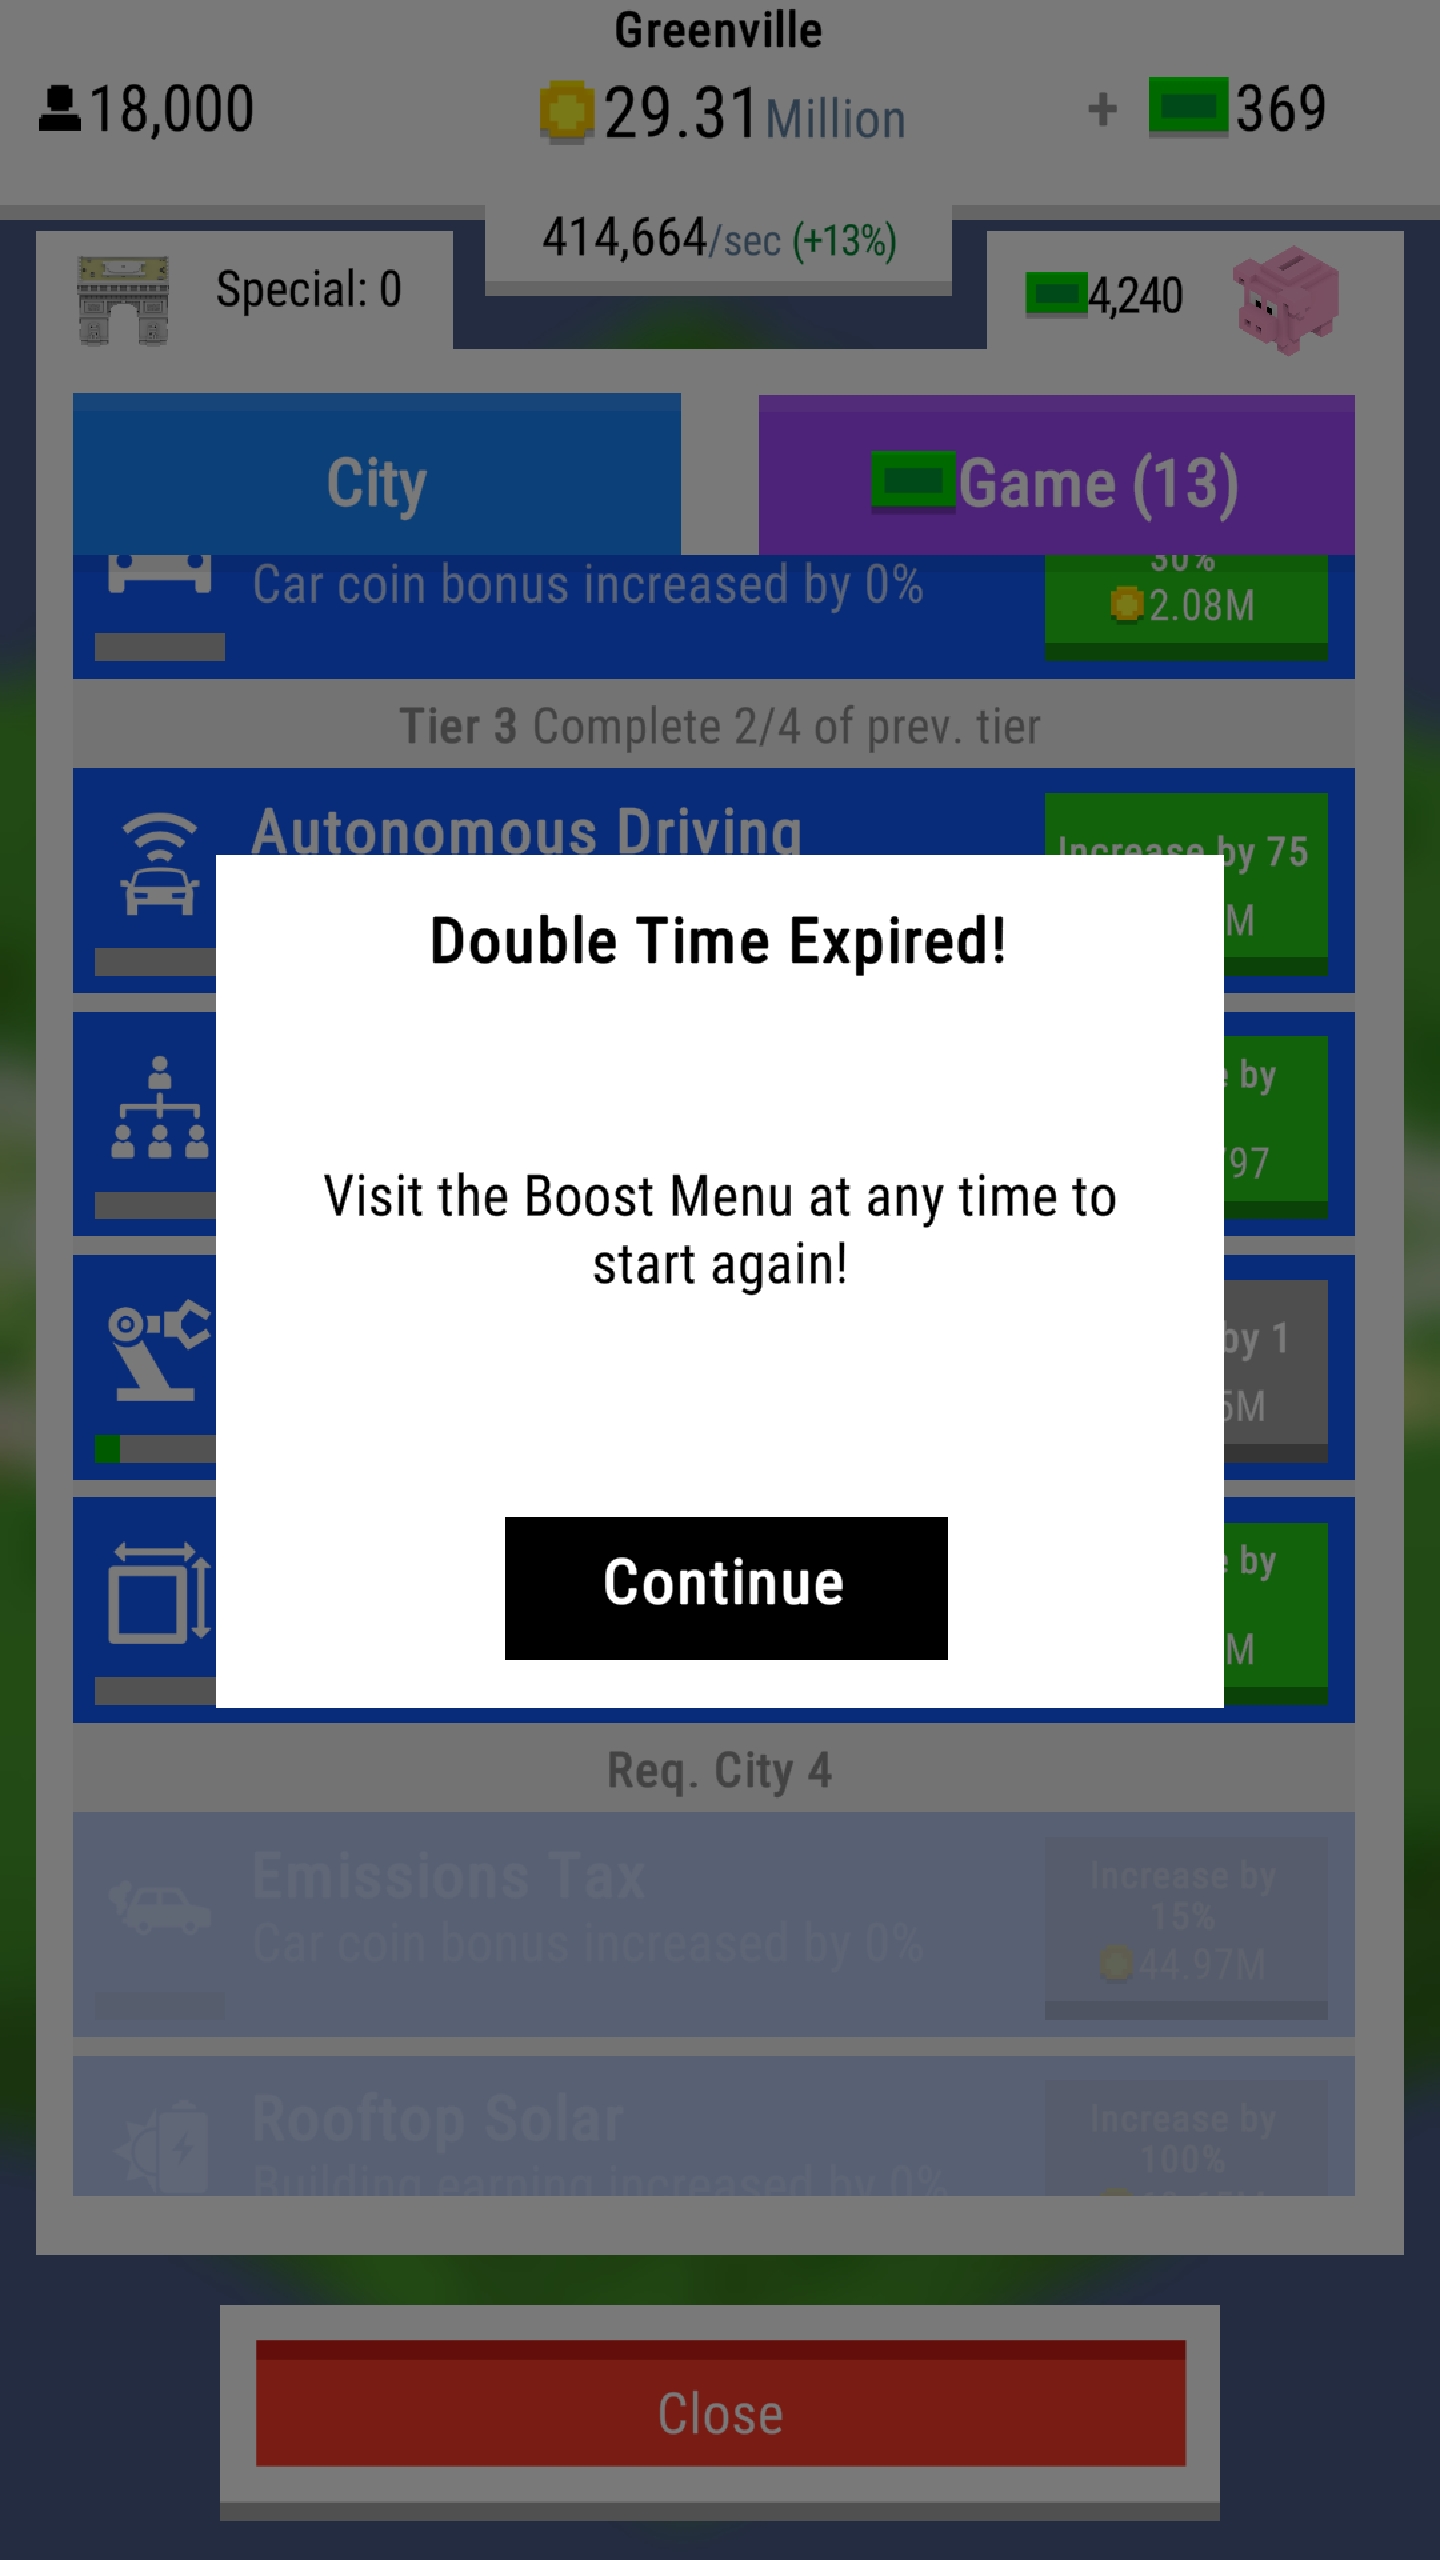 Greenville
18,000
29.31 Million
+ 369
414,664/sec (+13%)
Special: 0
4,240
City
Game (13)
Car coin bonus increased by 0%
30%
2.08M
Tier 3 Complete 2/4 of prev. tier
Autonomous Driving
Increase by 75
M
Double Time Expired!
by
97
Visit the Boost Menu at any time to
start again!
by 1
5M
Continue
by
M
Req. City 4
Emissions Tax
Car coin bonus increased by 0%
Increase by
15%
44.97M
Rooftop Solar
Building earning increased by 0%
Increase by
100%
Close